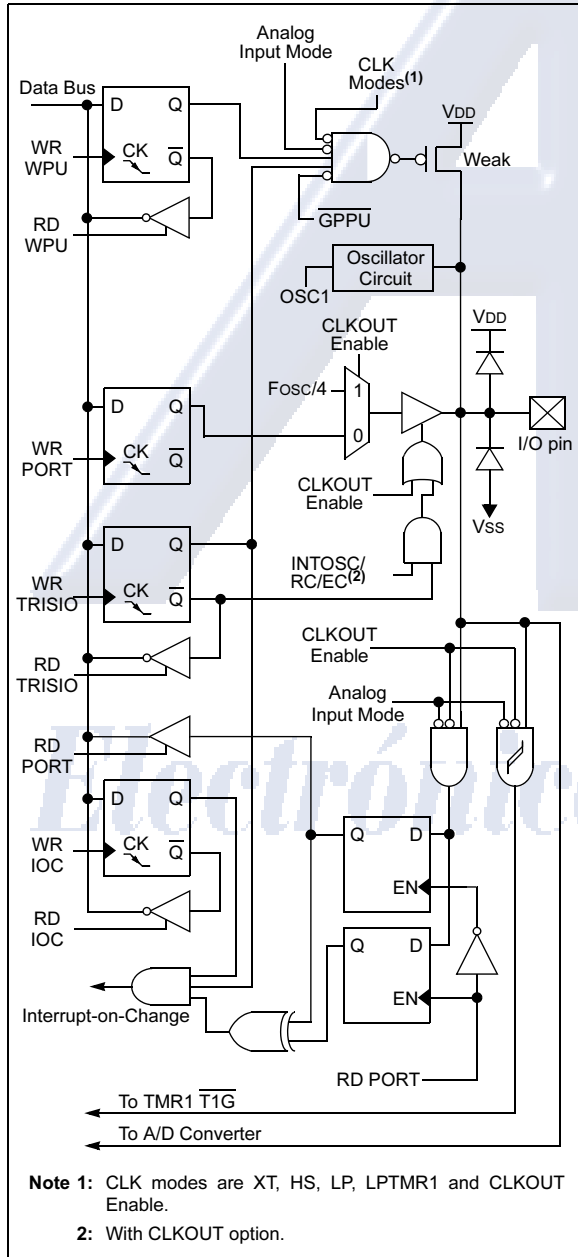 Analog
Input Mode
CLK
Modes(1)
Data Bus
D Q
WR
WPU
CK Q
VDD
Weak
RD
WPU
GPPU
Oscillator
Circuit
OSC1
CLKOUT
Enable
VDD
FOSC/4
1
0
D Q
WR
PORT
CK Q
I/O pin
CLKOUT
Enable
VSS
D Q
WR
TRISIO
CK Q
INTOSC/
RC/EC(2)
RD
TRISIO
CLKOUT
Enable
Analog
Input Mode
RD
PORT
D Q
WR
IOC
CK Q
Q D
EN
RD
IOC
Q D
EN
Interrupt-on-Change
RD PORT
To TMR1 T1G
To A/D Converter
Electrónic
Note 1: CLK modes are XT, HS, LP, LPTMR1 and CLKOUT
Enable.
2: With CLKOUT option.